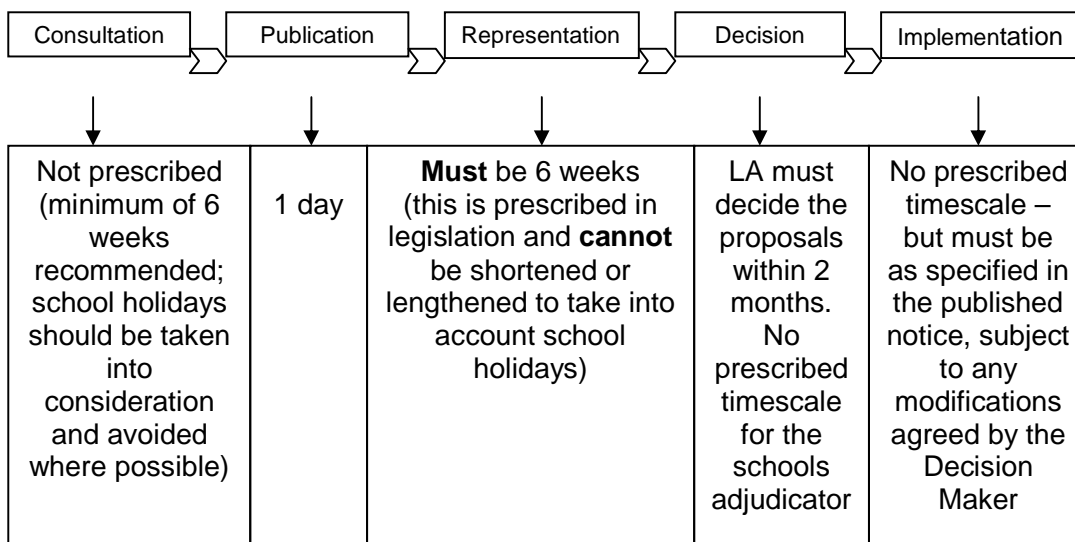 Consultation
Publication
Representation
Decision
Implementation
Not prescribed
(minimum of 6
weeks
recommended;
school holidays
should be taken
into
consideration
and avoided
where possible)
1 day
Must be 6 weeks
(this is prescribed in
legislation and cannot
be shortened or
lengthened to take into
account school
holidays)
LA must
decide the
proposals
within 2
months.
No
prescribed
timescale
for the
schools
adjudicator
No prescribed
timescale –
but must be
as specified in
the published
notice, subject
to any
modifications
agreed by the
Decision
Maker